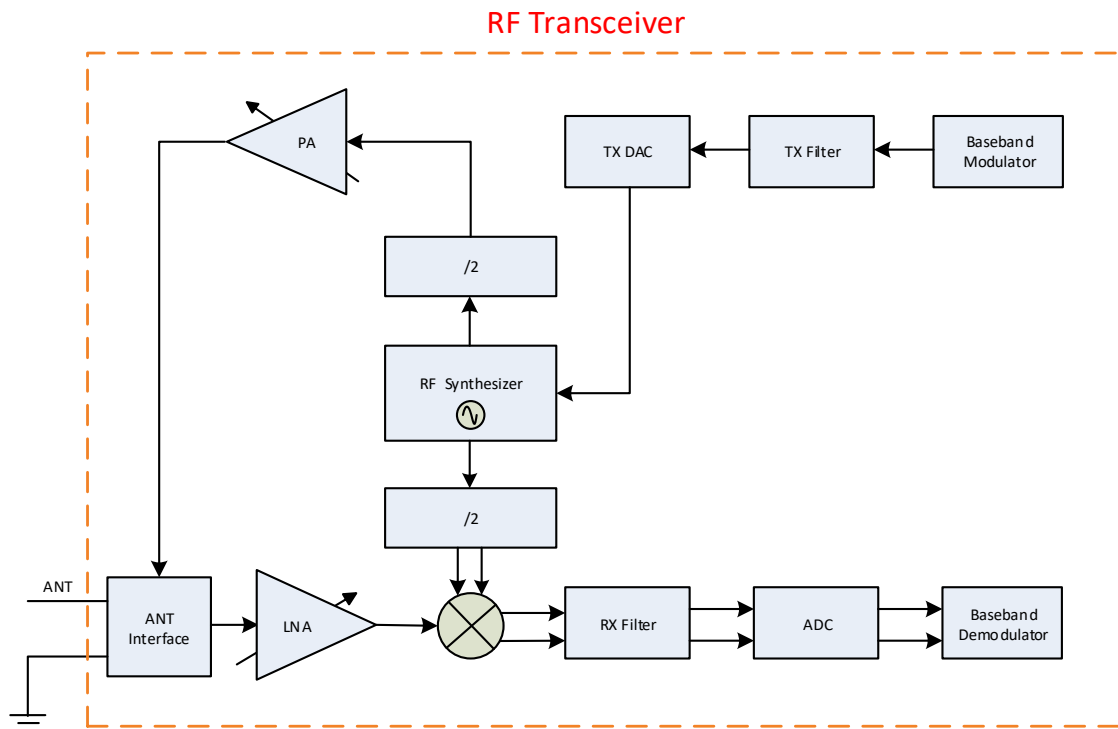 RF Transceiver
PA
TX DAC
TX Filter
Baseband
Modulator
/2
RF Synthesizer
/2
ANT
ANT
Interface
LNA
RX Filter
ADC
Baseband
Demodulator